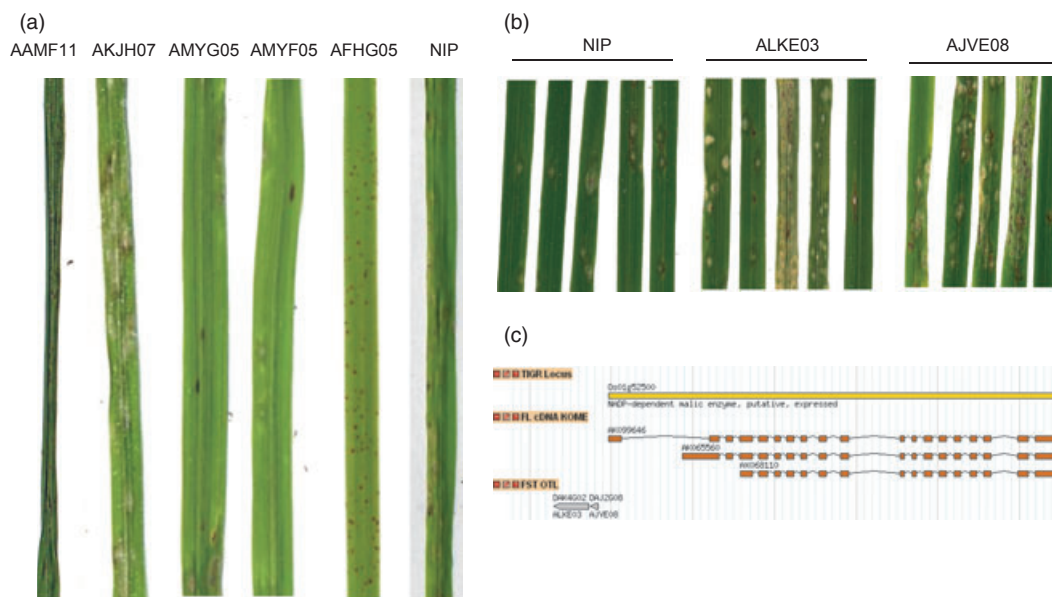 (a)
AAMF11 AKJH07 AMYG05 AMYF05 AFHG05 NIP
(b)
NIP ALKE03 AJVE08
(c)
TIGR Locus
Os01g52500
NADP-dependent malic enzyme, putative, expressed
FL cDNA KOME
AK099646
AK065560
AK068110
FST OTL
DAK4G02 DAJ2G08
ALKE03 AJVE08